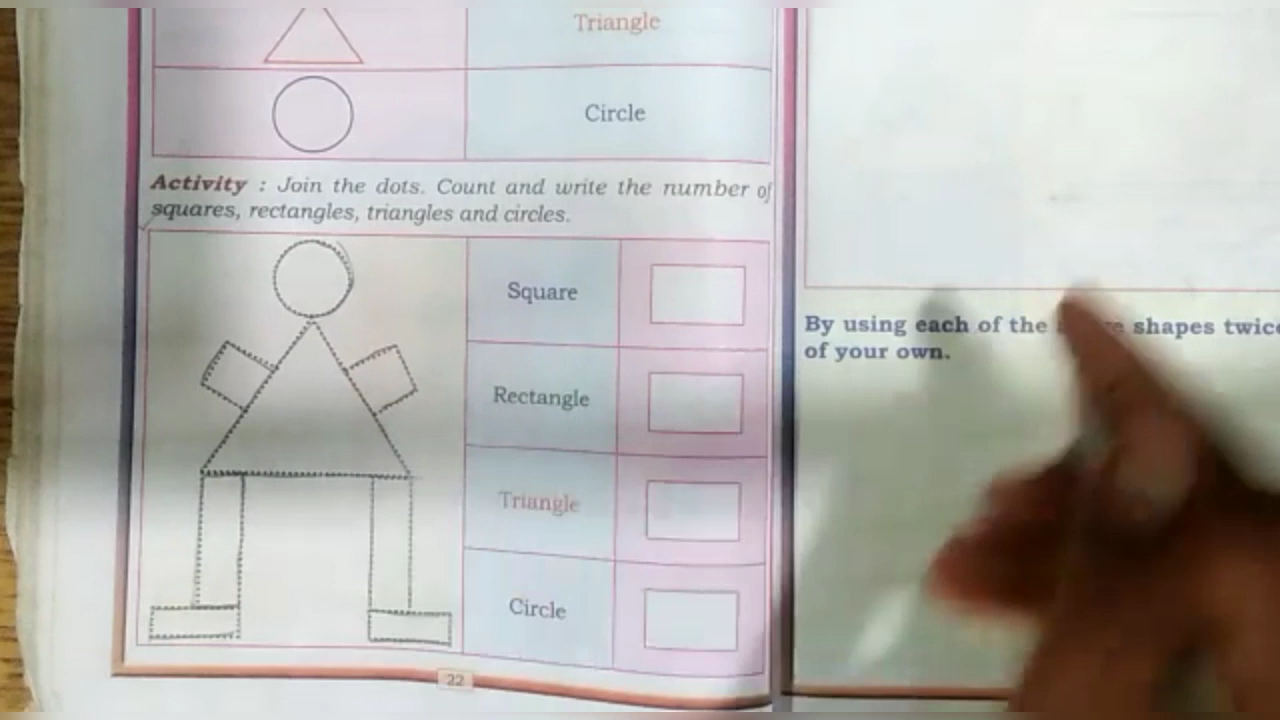 Triangle
Circle
Activity : Join the dots. Count and write the number of
squares, rectangles, triangles and circles.
Square
Rectangle
Triangle
Circle
22
By using each of the shapes twice
of your own.